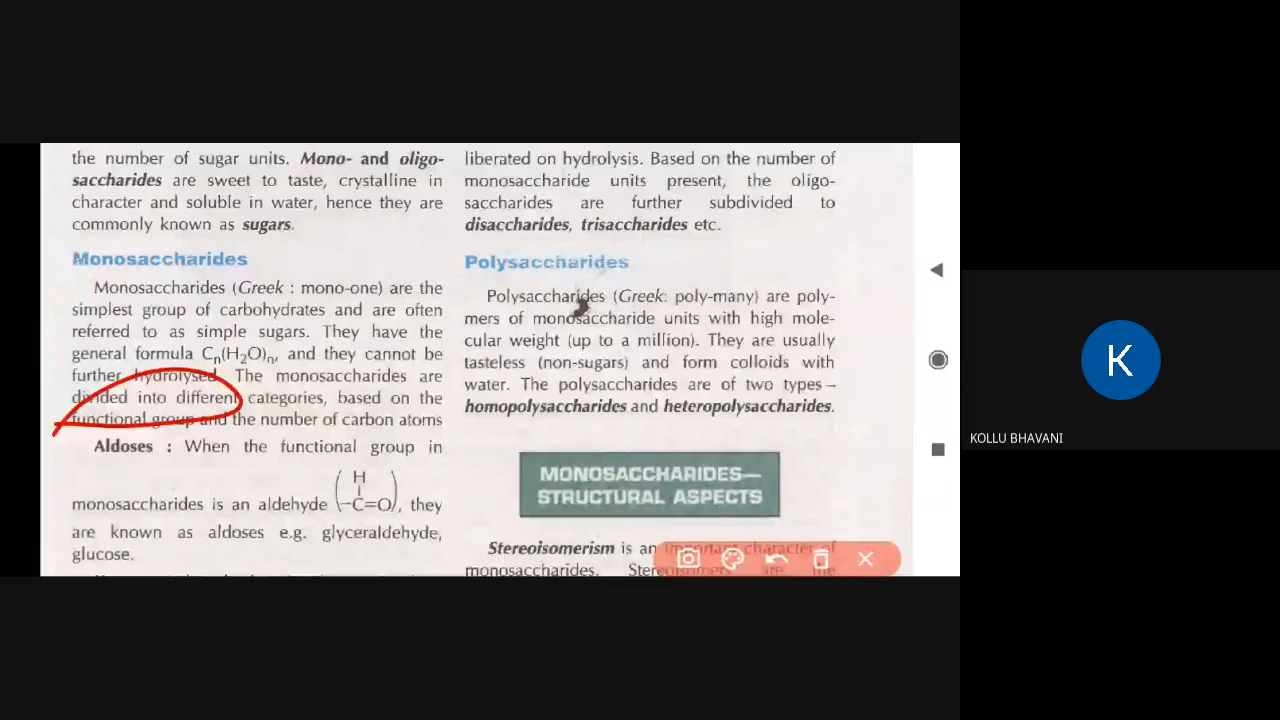 the number of sugar units. Mono- and oligo-
saccharides are sweet to taste, crystalline in
character and soluble in water, hence they are
commonly known as sugars.
Monosaccharides
Monosaccharides (Greek : mono-one) are the
simplest group of carbohydrates and are often
referred to as simple sugars. They have the
general formula Cn(H2O)n, and they cannot be
further hydrolysed. The monosaccharides are
divided into different categories, based on the
functional group and the number of carbon atoms
Aldoses : When the functional group in
H
monosaccharides is an aldehyde (–C=O), they
are known as aldoses e.g. glyceraldehyde,
glucose.
liberated on hydrolysis. Based on the number of
monosaccharide units present, the oligo-
saccharides are further subdivided to
disaccharides, trisaccharides etc.
Polysaccharides
Polysaccharides (Greek: poly-many) are poly-
mers of monosaccharide units with high mole-
cular weight (up to a million). They are usually
tasteless (non-sugars) and form colloids with
water. The polysaccharides are of two types –
homopolysaccharides and heteropolysaccharides.
MONOSACCHARIDES—
STRUCTURAL ASPECTS
Stereoisomerism is an important character of
monosaccharides. Stereoisomers are the
K
KOLLU BHAVANI